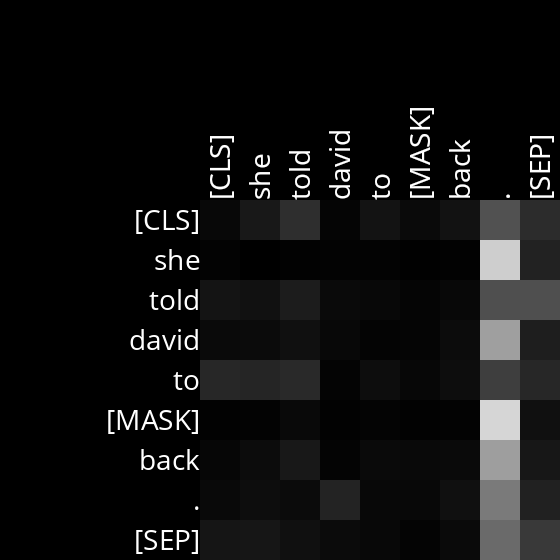 [CLS] she told david to [MASK] back . [SEP]
[CLS]
she
told
david
to
[MASK]
back
.
[SEP]